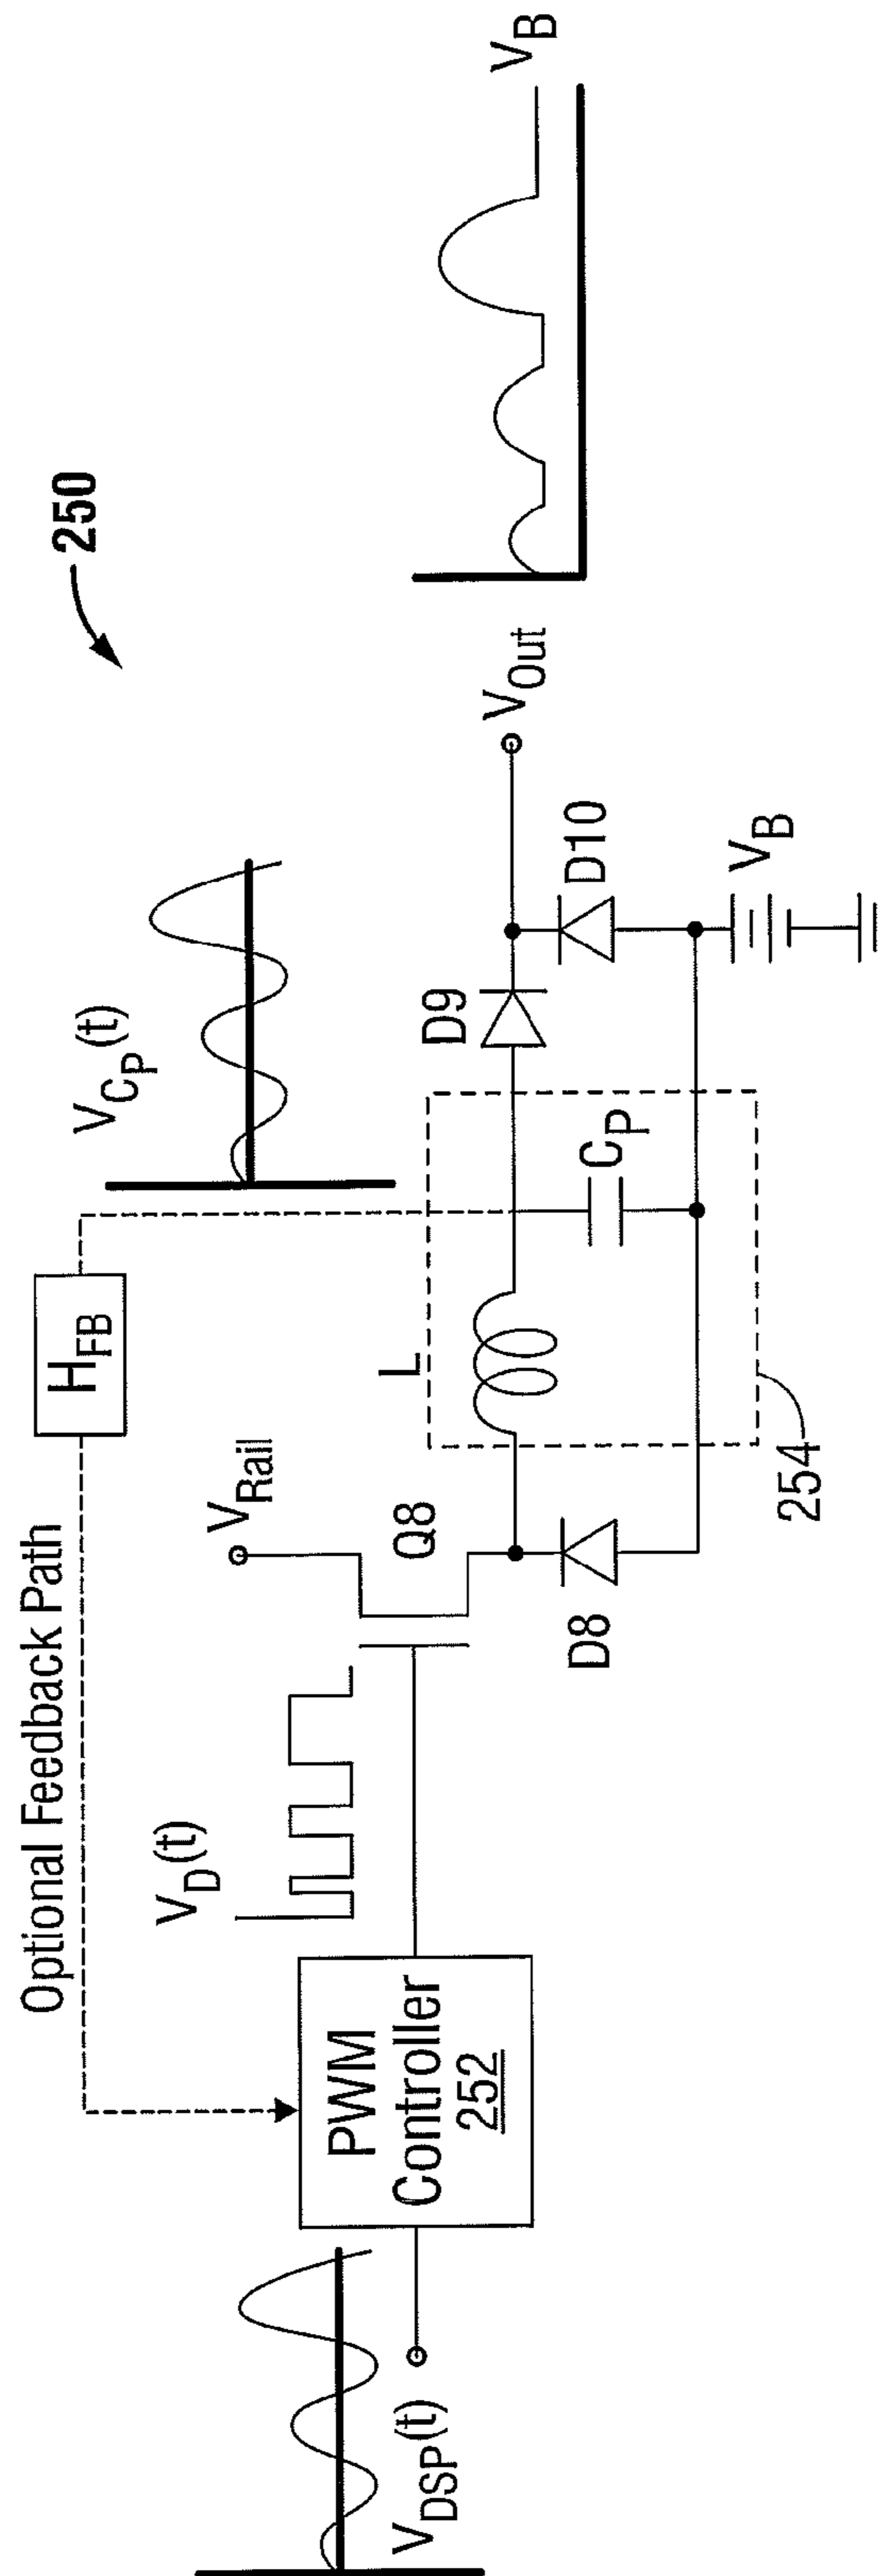 250
Optional Feedback Path
H_FB
V_CP(t)
V_D(t)
V_Rail
Q8
L
D9
V_Out
V_B
V_DSP(t)
PWM
Controller
252
D8
C_P
D10
V_B
254